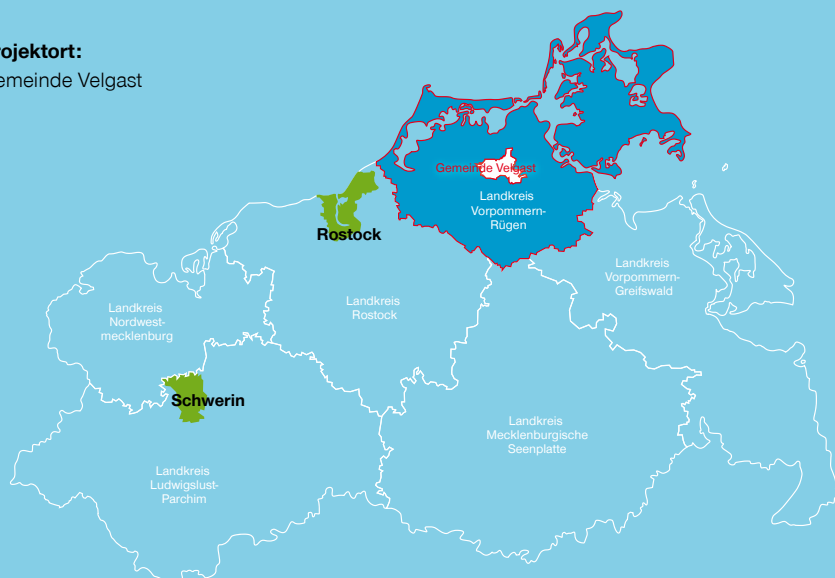 rojektort:
emeinde Velgast
Gemeinde Velgast
Landkreis
Vorpommern-
Rügen
Rostock
Landkreis
Vorpommern-
Greifswald
Landkreis
Nordwest-
mecklenburg
Landkreis
Rostock
Schwerin
Landkreis
Mecklenburgische
Seenplatte
Landkreis
Ludwigslust-
Parchim